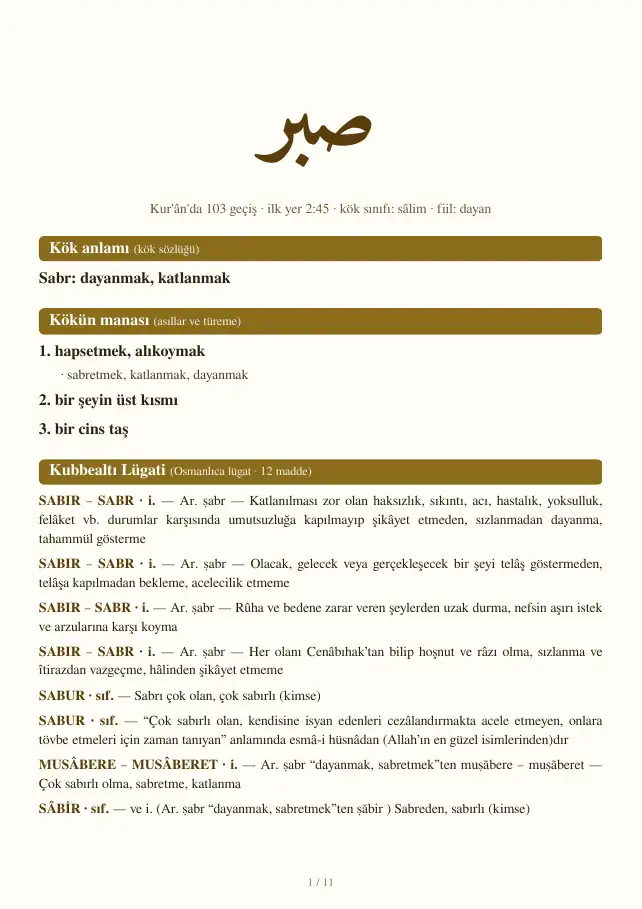 صبر
Kur'ân'da 103 geçiş · ilk yer 2:45 · kök sınıfı: sâlim · fiil: dayan
Kök anlamı (kök sözlüğü)
Sabr: dayanmak, katlanmak
Kökün manası (asıllar ve türeme)
1. hapsetmek, alıkoymak
· sabretmek, katlanmak, dayanmak
2. bir şeyin üst kısmı
3. bir cins taş
Kubbealtı Lügati (Osmanlıca lügat · 12 madde)
SABIR – SABR · i. — Ar. ṣabr — Katlanılması zor olan haksızlık, sıkıntı, acı, hastalık, yoksulluk,
felâket vb. durumlar karşısında umutsuzluğa kapılmayıp şikâyet etmeden, sızlanmadan dayanma,
tahammül gösterme
SABIR – SABR · i. — Ar. ṣabr — Olacak, gelecek veya gerçekleşecek bir şeyi telâş göstermeden,
telâşa kapılmadan bekleme, acelecilik etmeme
SABIR – SABR · i. — Ar. ṣabr — Rûha ve bedene zarar veren şeylerden uzak durma, nefsin aşırı istek
ve arzularına karşı koyma
SABIR – SABR · i. — Ar. ṣabr — Her olanı Cenâbıhak’tan bilip hoşnut ve râzı olma, sızlanma ve
îtirazdan vazgeçme, hâlinden şikâyet etmeme
SABUR · sıf. — Sabrı çok olan, çok sabırlı (kimse)
SABUR · sıf. — “Çok sabırlı olan, kendisine isyan edenleri cezâlandırmakta acele etmeyen, onlara
tövbe etmeleri için zaman tanıyan” anlamında esmâ-i hüsnâdan (Allah’ın en güzel isimlerinden)dır
MUSÂBERE – MUSÂBERET · i. — Ar. ṣabr “dayanmak, sabretmek”ten muṣābere – muṣāberet —
Çok sabırlı olma, sabretme, katlanma
SÂBİR · sıf. — ve i. (Ar. ṣabr “dayanmak, sabretmek”ten ṣābir ) Sabreden, sabırlı (kimse)
1 / 11